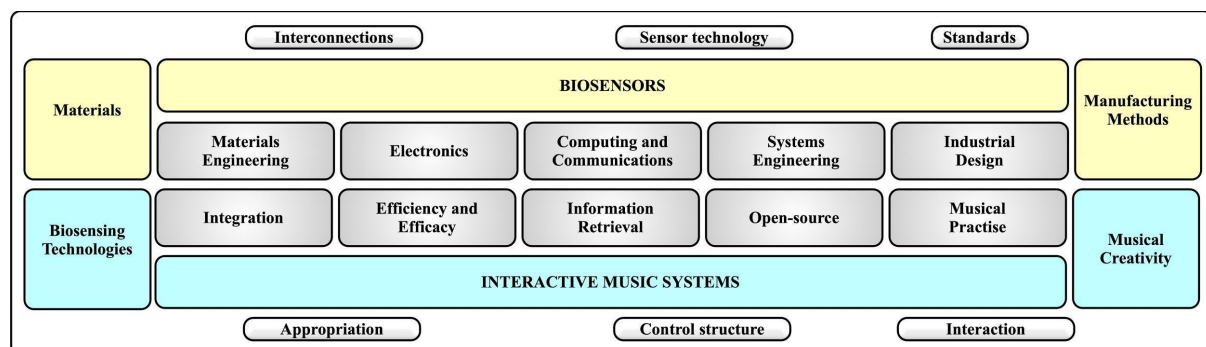 Interconnections
Sensor technology
Standards
Materials
BIOSENSORS
Manufacturing
Methods
Materials
Engineering
Electronics
Computing and
Communications
Systems
Engineering
Industrial
Design
Biosensing
Technologies
Integration
Efficiency and
Efficacy
Information
Retrieval
Open-source
Musical
Practise
Musical
Creativity
INTERACTIVE MUSIC SYSTEMS
Appropriation
Control structure
Interaction